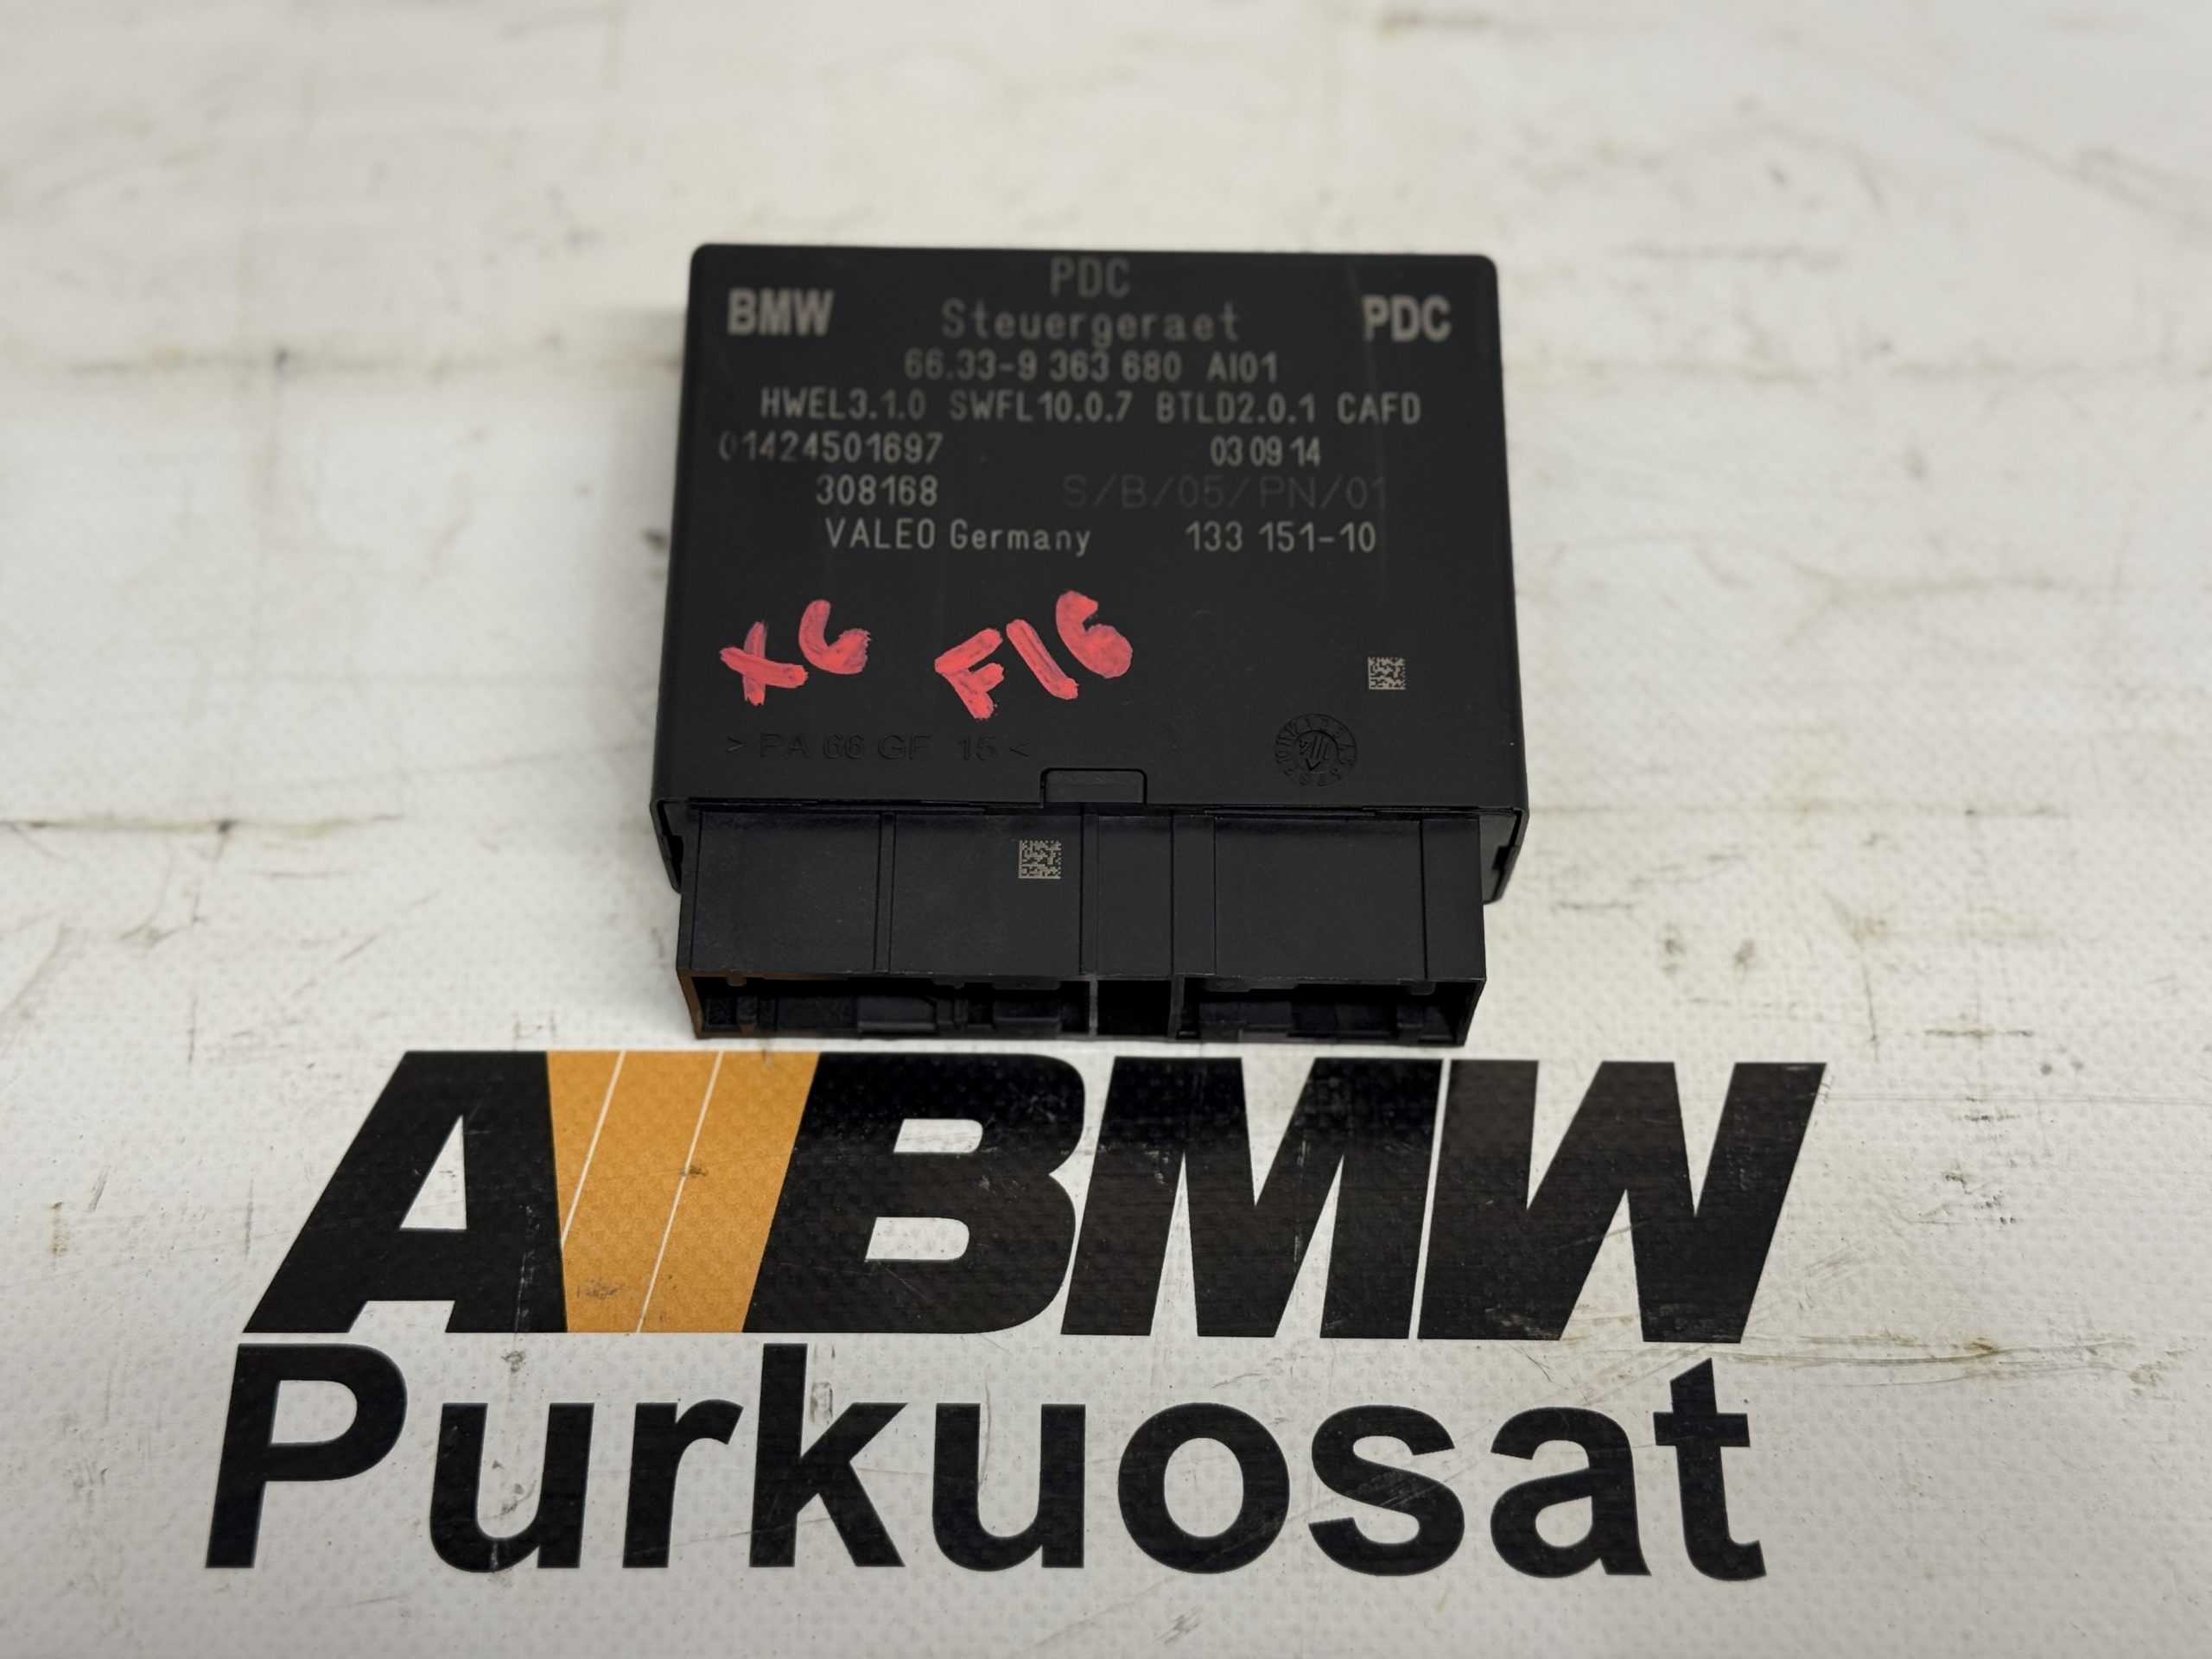 PDC
BMW Steuergeraet PDC
66.33-9 363 680 AI01
HWEL3.1.0 SWFL10.0.7 BTLD2.0.1 CAFD
01424501697 03 09 14
308168 S/B/05/PN/01
VALEO Germany 133 151-10
X6 F16
> PA 66 GF 15 <
A//BMW
Purkuosat